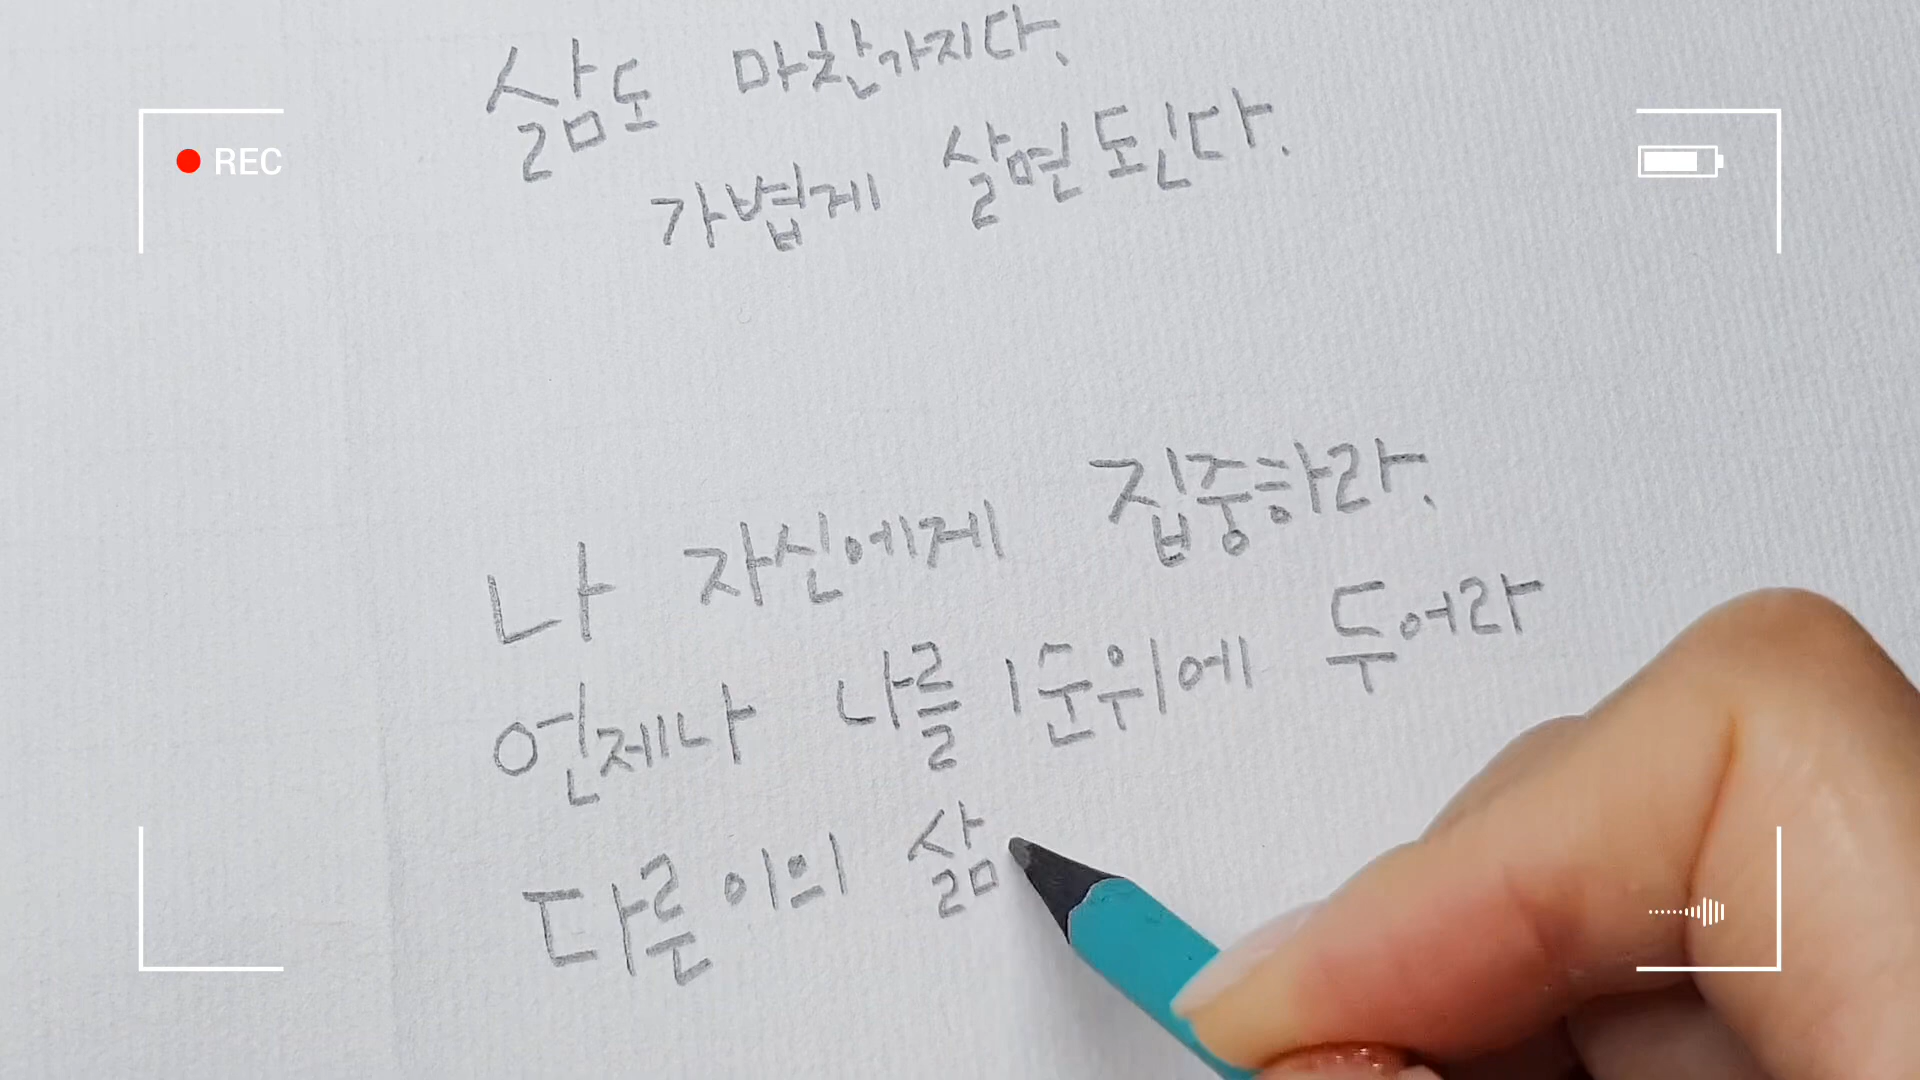 삶도 마찬가지다.
REC
가볍게 살면 된다.
나 자신에게 집중하라.
언제나 나를 1순위에 두어라
다른 이의 삶